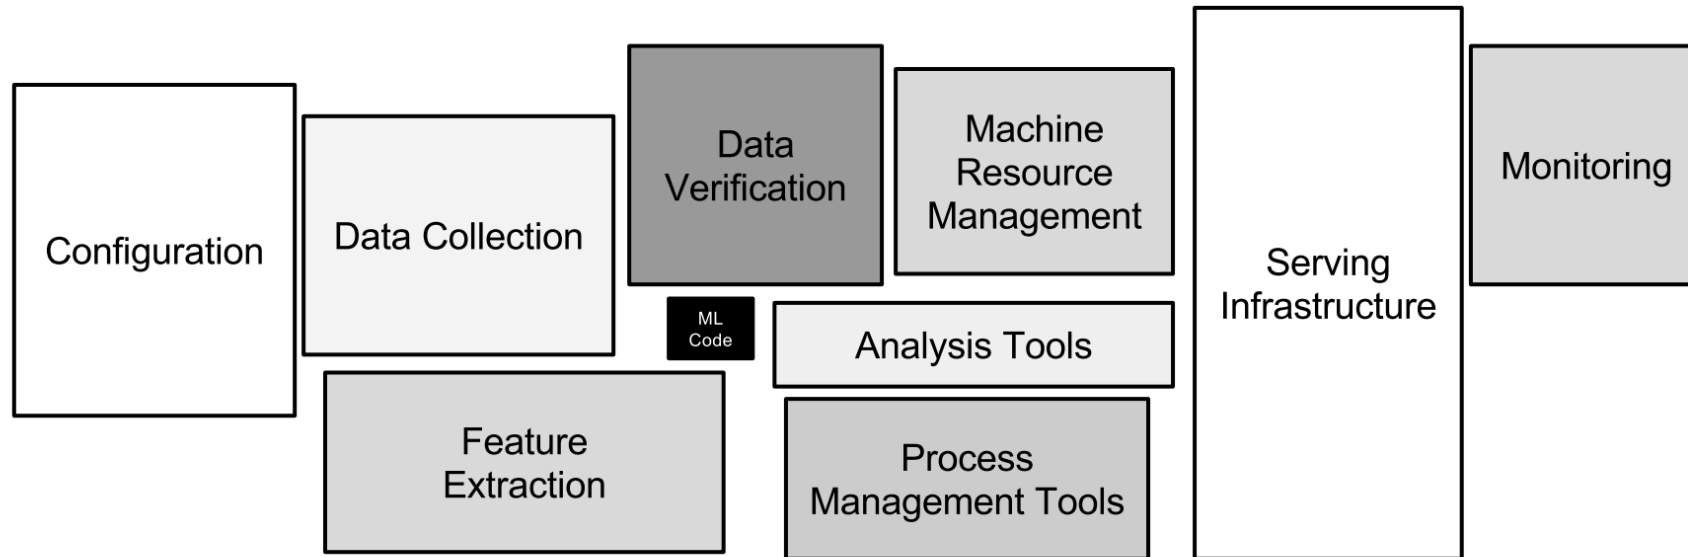 Configuration
Data Collection
Data
Verification
Machine
Resource
Management
Monitoring
Serving
Infrastructure
ML
Code
Analysis Tools
Feature
Extraction
Process
Management Tools